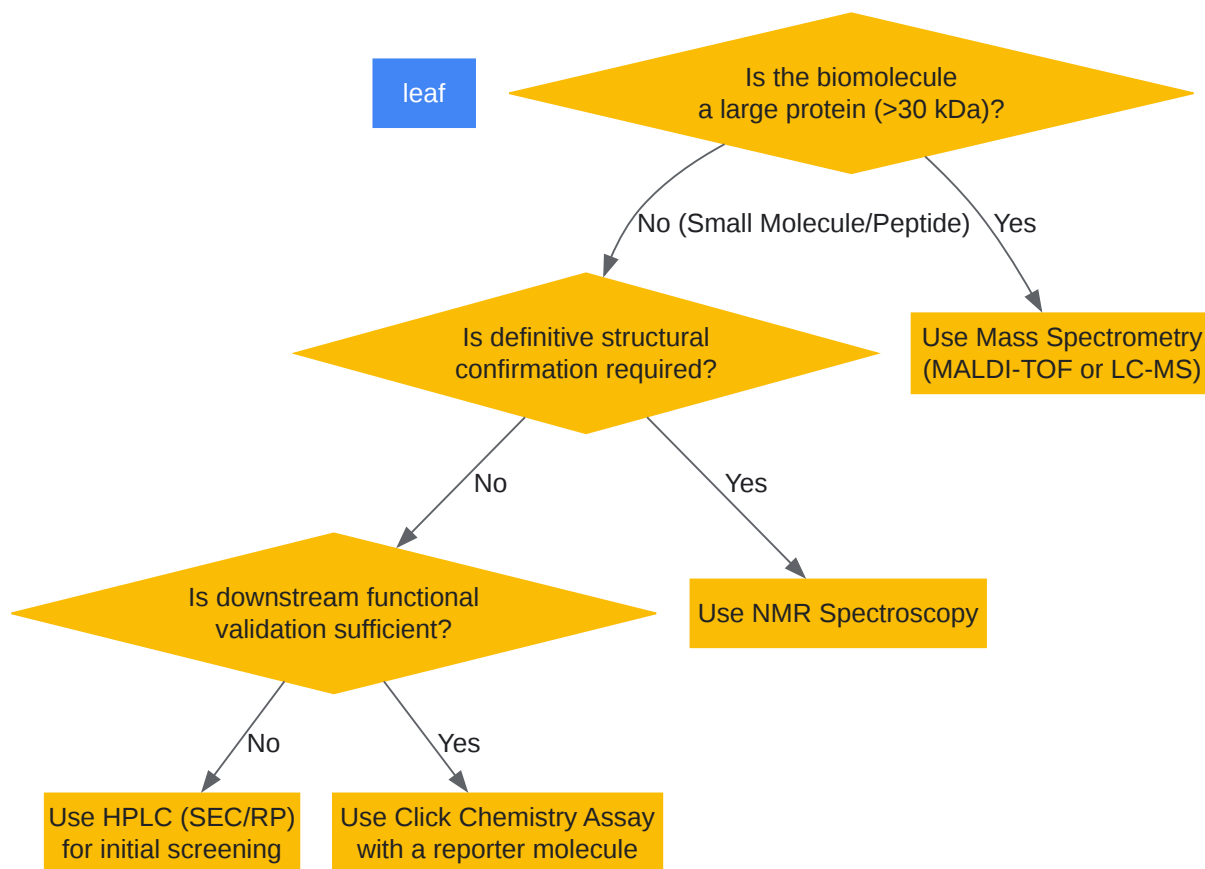 leaf
Is the biomolecule
a large protein (>30 kDa)?
No (Small Molecule/Peptide)
Yes
Is definitive structural
confirmation required?
Use Mass Spectrometry
(MALDI-TOF or LC-MS)
No
Yes
Is downstream functional
validation sufficient?
Use NMR Spectroscopy
No
Yes
Use HPLC (SEC/RP)
for initial screening
Use Click Chemistry Assay
with a reporter molecule